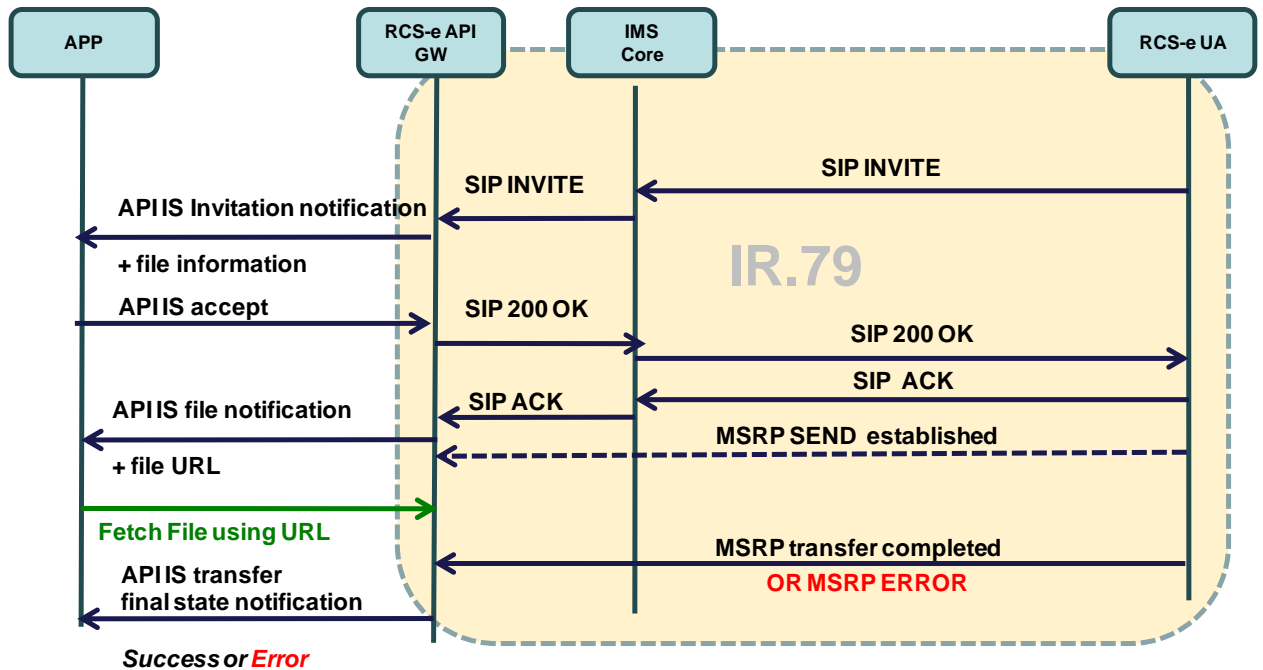 APP
RCS-e API
GW
IMS
Core
RCS-e UA
SIP INVITE
SIP INVITE
API IS Invitation notification
+ file information
IR.79
API IS accept
SIP 200 OK
SIP 200 OK
SIP ACK
SIP ACK
API IS file notification
MSRP SEND established
+ file URL
Fetch File using URL
MSRP transfer completed
OR MSRP ERROR
API IS transfer
final state notification
Success or Error